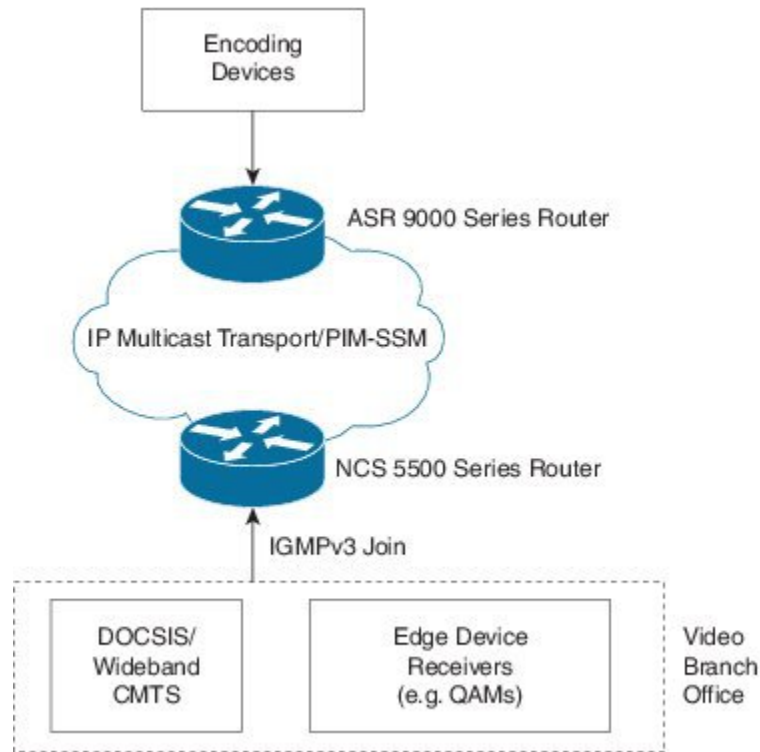 Encoding
Devices
ASR 9000 Series Router
IP Multicast Transport/PIM-SSM
NCS 5500 Series Router
IGMPv3 Join
DOCSIS/
Wideband
CMTS
Edge Device
Receivers
(e.g. QAMs)
Video
Branch
Office